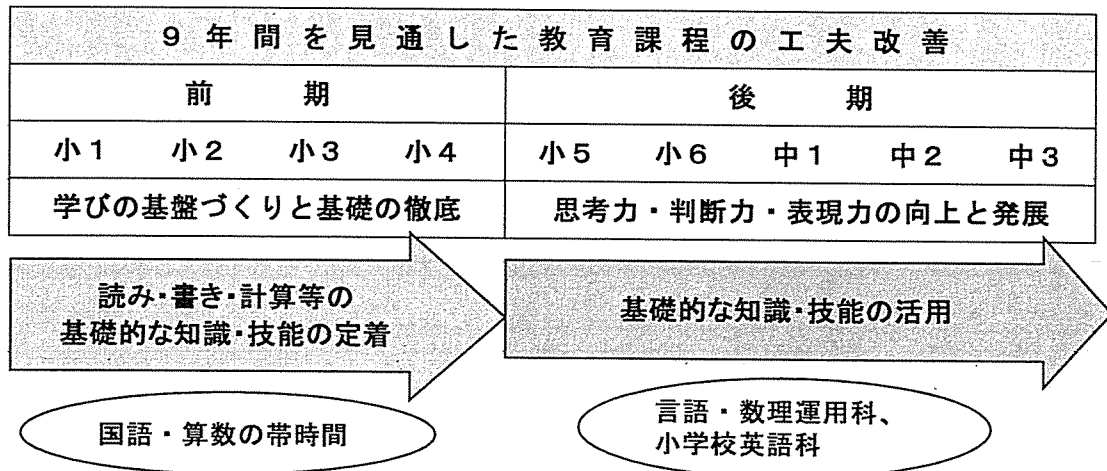 9年間を見通した教育課程の工夫改善
前期
後期
小1 小2 小3 小4
小5 小6 中1 中2 中3
学びの基盤づくりと基礎の徹底
思考力・判断力・表現力の向上と発展
読み・書き・計算等の
基礎的な知識・技能の定着
基礎的な知識・技能の活用
国語・算数の帯時間
言語・数理運用科、
小学校英語科